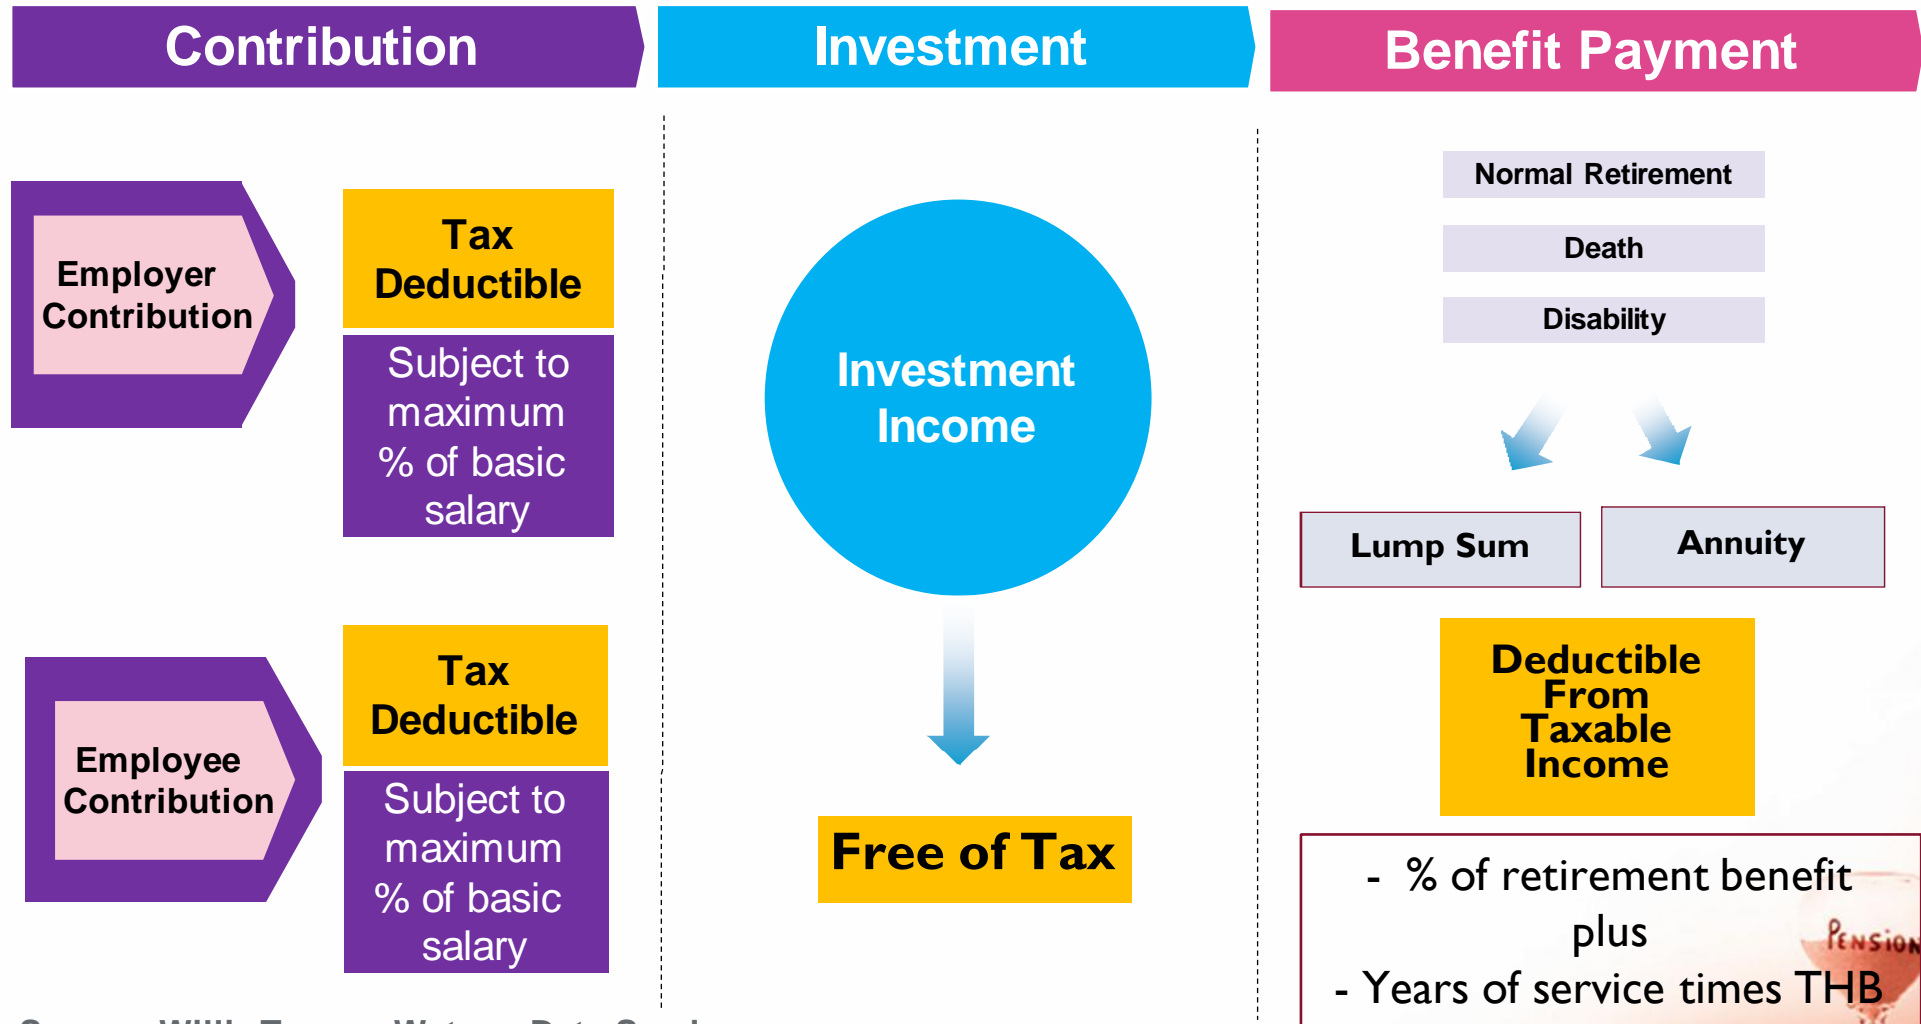 Contribution
Investment
Benefit Payment
Employer
Contribution
Tax
Deductible
Subject to
maximum
% of basic
salary
Employee
Contribution
Tax
Deductible
Subject to
maximum
% of basic
salary
Investment
Income
Free of Tax
Normal Retirement
Death
Disability
Lump Sum
Annuity
Deductible
From
Taxable
Income
- % of retirement benefit
plus
- Years of service times THB
PENSION